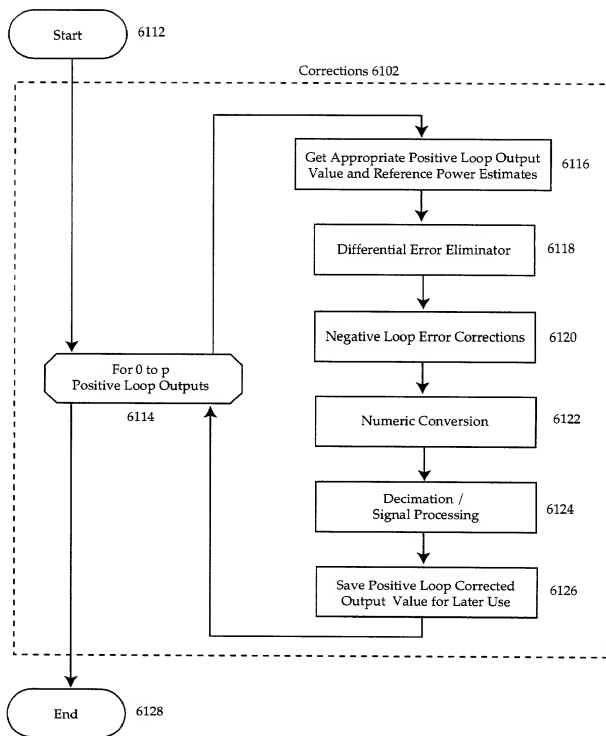 Start
6112
Corrections 6102
Get Appropriate Positive Loop Output
Value and Reference Power Estimates
6116
Differential Error Eliminator
6118
Negative Loop Error Corrections
6120
For 0 to p
Positive Loop Outputs
6114
Numeric Conversion
6122
Decimation /
Signal Processing
6124
Save Positive Loop Corrected
Output Value for Later Use
6126
End
6128